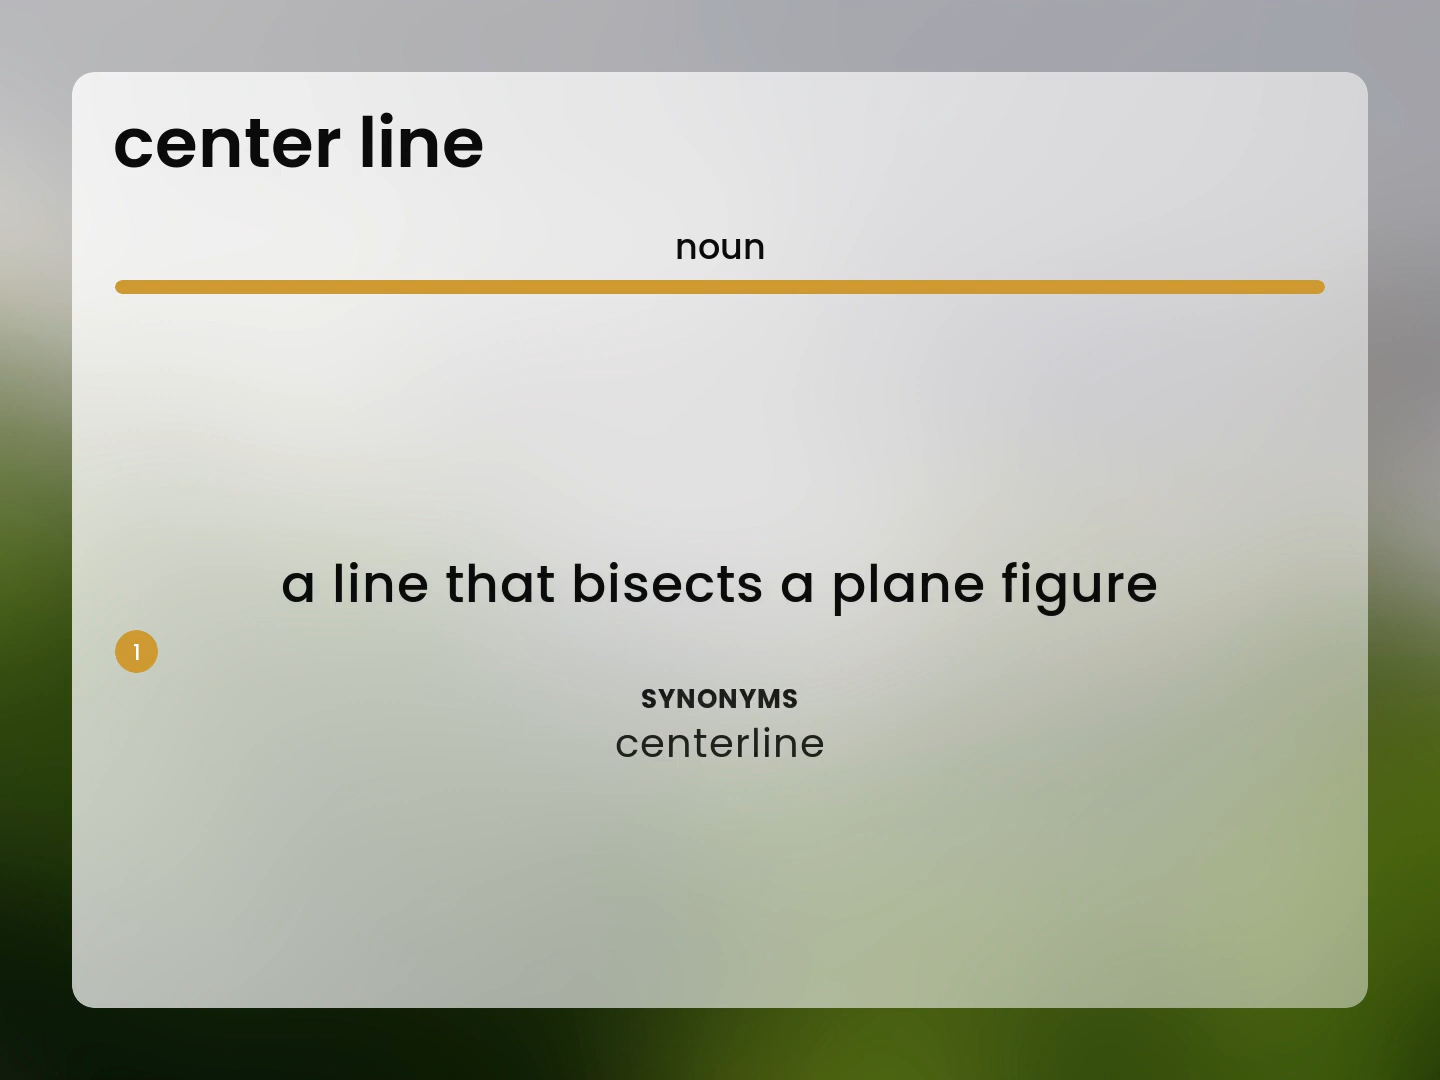 center line
noun
a line that bisects a plane figure
1
SYNONYMS
centerline